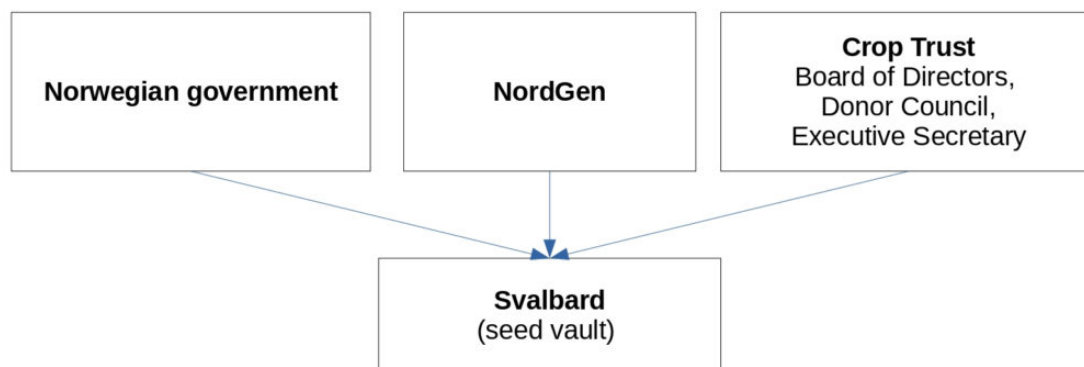 Norwegian government
NordGen
Crop Trust
Board of Directors,
Donor Council,
Executive Secretary
Svalbard
(seed vault)